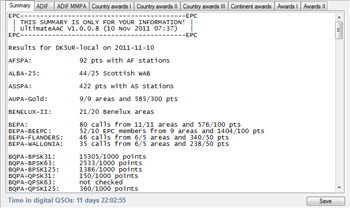 Summary ADIF ADIF MMPA Country awards I Country awards II Country awards III Continent awards Awards I Awards II
EPC------------------------------------------EPC
| THIS SUMMARY IS ONLY FOR YOUR INFORMATION! |
| UltimateAAC V1.0.0.8 (10 Nov 2011 07:37) |
EPC------------------------------------------EPC
Results for DK5UR-local on 2011-11-10
AFSPA: 92 pts with AF stations
ALBA-25: 44/25 Scottish WAB
ASSPA: 422 pts with AS stations
AUPA-Gold: 9/9 areas and 585/300 pts
BENELUX-II: 21/20 Benelux areas
BEPA: 80 calls from 11/11 areas and 576/100 pts
BEPA-BEEPC: 52/10 EPC members from 9 areas and 1404/100 pts
BEPA-FLANDERS: 46 calls from 6/5 areas and 340/50 pts
BEPA-WALLONIA: 35 calls from 6/5 areas and 238/50 pts
BQPA-BPSK31: 15305/1000 points
BQPA-BPSK63: 2533/1000 points
BQPA-BPSK125: 1386/1000 points
BQPA-QPSK31: 150/1000 points
BQPA-QPSK63: not checked
BQPA-QPSK125: 360/1000 points
Time in digital QSOs: 11 days 22:02:55
Save